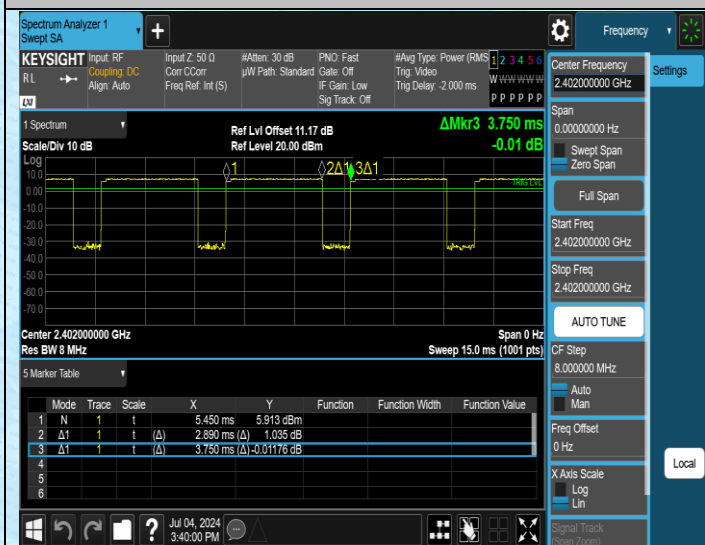 Spectrum Analyzer 1
Swept SA
Frequency
KEYSIGHT
RL
LXI
Input: RF
Coupling: DC
Align: Auto
Input Z: 50 Ω
Corr CCorr
Freq Ref: Int (S)
#Atten: 30 dB
µW Path: Standard
PNO: Fast
Gate: Off
IF Gain: Low
Sig Track: Off
#Avg Type: Power (RMS
Trig: Video
Trig Delay: -2.000 ms
1 2 3 4 5 6
W W W W W W
P P P P P P
Center Frequency
2.402000000 GHz
Settings
Span
0.00000000 Hz
Swept Span
Zero Span
Full Span
Start Freq
2.402000000 GHz
Stop Freq
2.402000000 GHz
AUTO TUNE
CF Step
8.000000 MHz
Auto
Man
Freq Offset
0 Hz
X Axis Scale
Log
Lin
Signal Track
(Span Zoom)
Local
1 Spectrum
Scale/Div 10 dB
Ref Lvl Offset 11.17 dB
Ref Level 20.00 dBm
ΔMkr3 3.750 ms
-0.01 dB
Log
10.0
0.00
-10.0
-20.0
-30.0
-40.0
-50.0
-60.0
-70.0
1
2Δ1
3Δ1
TRIG LVL
Center 2.402000000 GHz
Res BW 8 MHz
Span 0 Hz
Sweep 15.0 ms (1001 pts)
5 Marker Table
Mode Trace Scale X Y Function Function Width Function Value
1 N 1 t 5.450 ms 5.913 dBm
2 Δ1 1 t (Δ) 2.890 ms (Δ) 1.035 dB
3 Δ1 1 t (Δ) 3.750 ms (Δ) -0.01176 dB
4
5
6
?
Jul 04, 2024
3:40:00 PM